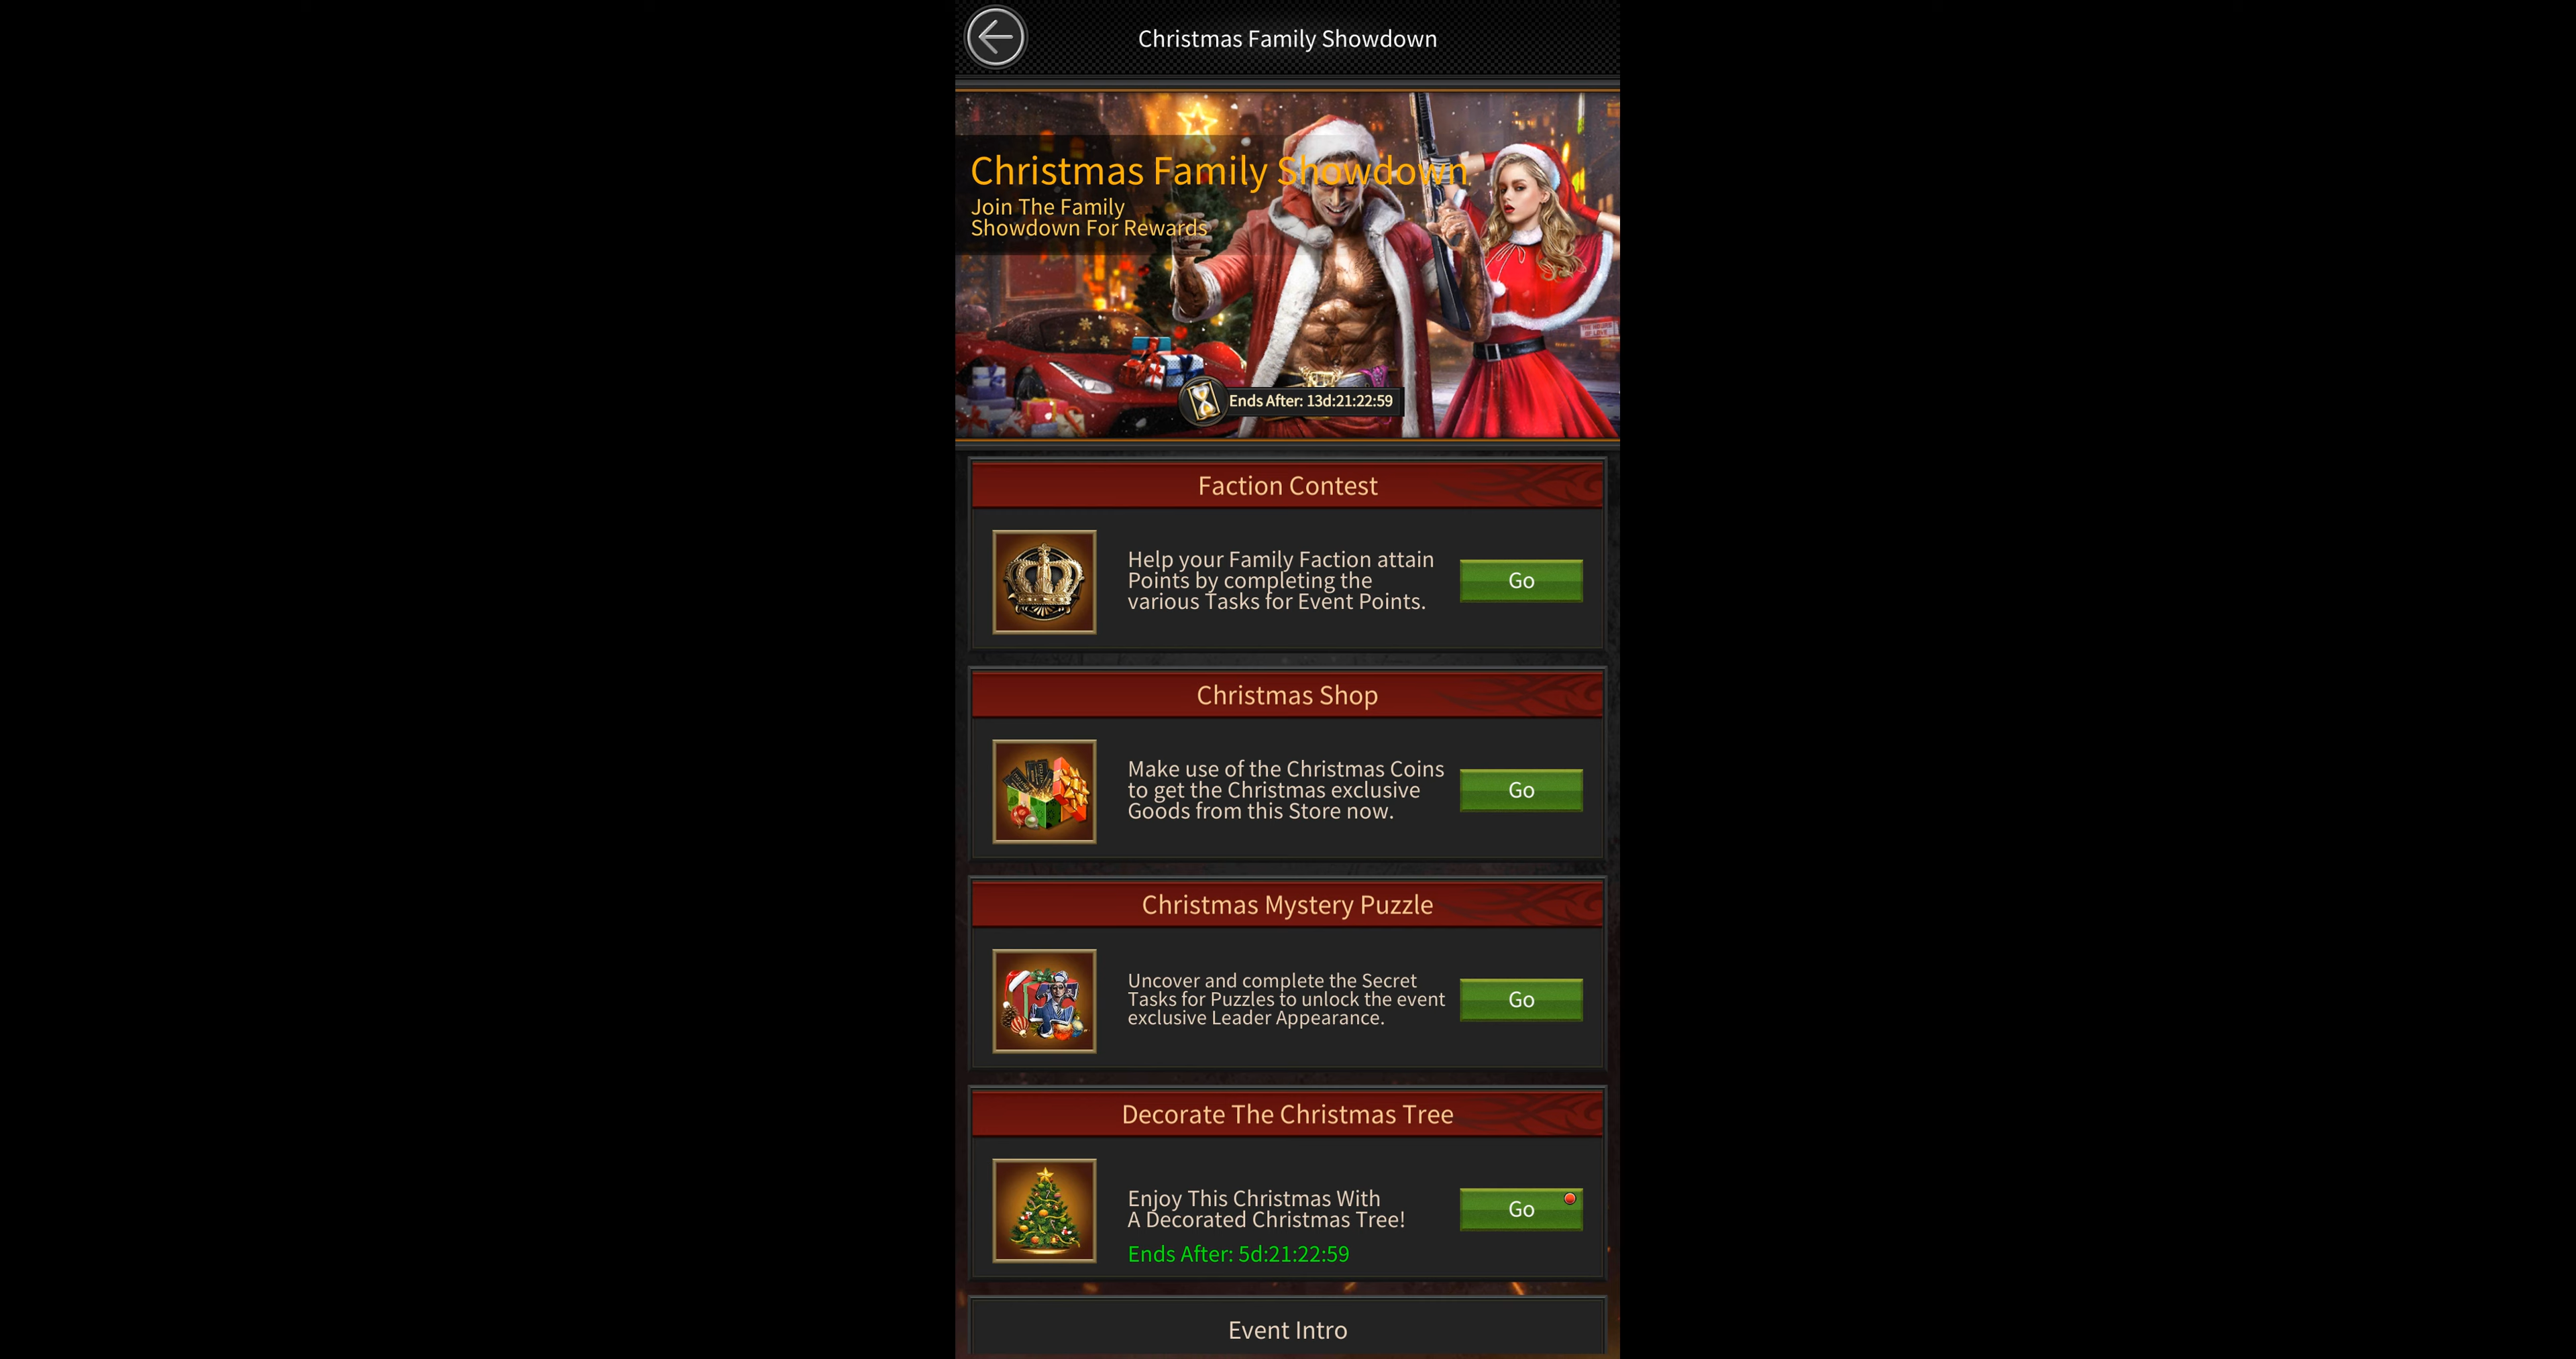 Christmas Family Showdown
Christmas Family Showdown
Join The Family
Showdown For Rewards
Ends After: 13d:21:22:59
Faction Contest
Help your Family Faction attain
Points by completing the
various Tasks for Event Points.
Go
Christmas Shop
Make use of the Christmas Coins
to get the Christmas exclusive
Goods from this Store now.
Go
Christmas Mystery Puzzle
Uncover and complete the Secret
Tasks for Puzzles to unlock the event
exclusive Leader Appearance.
Go
Decorate The Christmas Tree
Enjoy This Christmas With
A Decorated Christmas Tree!
Go
Ends After: 5d:21:22:59
Event Intro